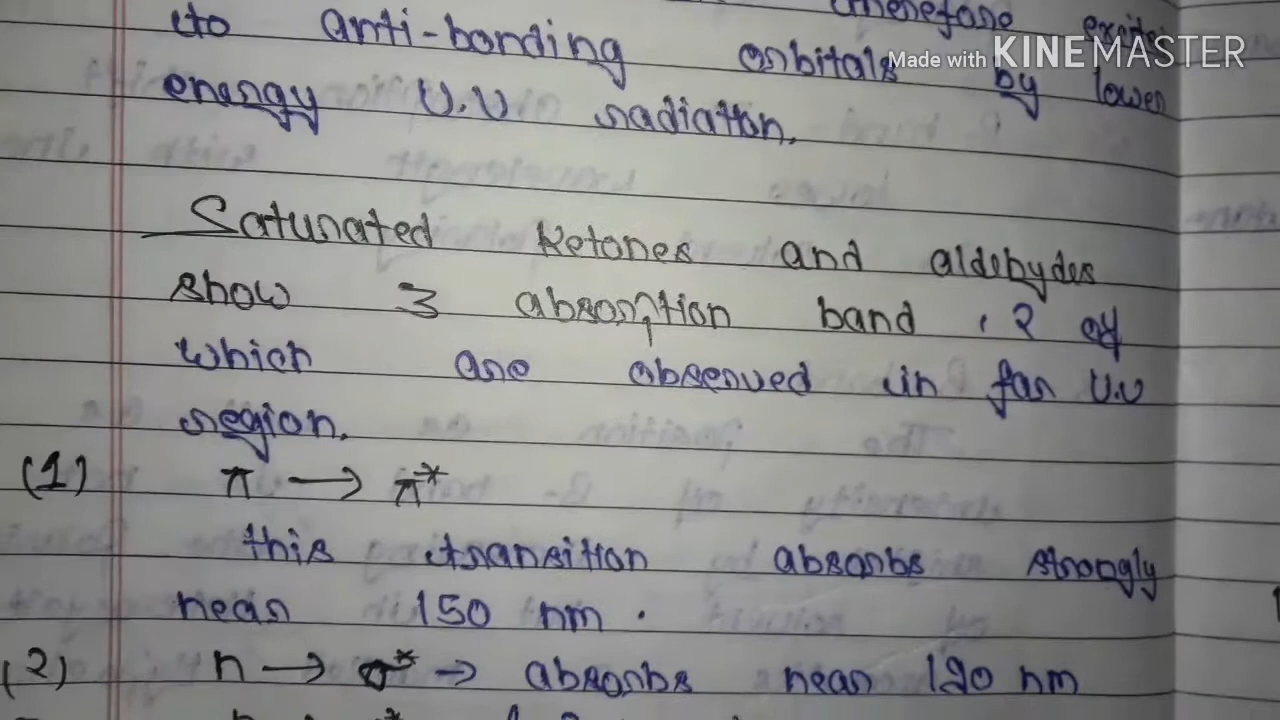 therefore excite
to anti-bonding orbitals by lower
Made with KINEMASTER
energy U.V radiation.
Saturated Ketones and aldehydes
show 3 absorption band , 2 of
which are observed in far U.V
region.
(1) π → π*
this transition absorbs strongly
near 150 nm .
(2) n → σ* → absorbs near 190 nm